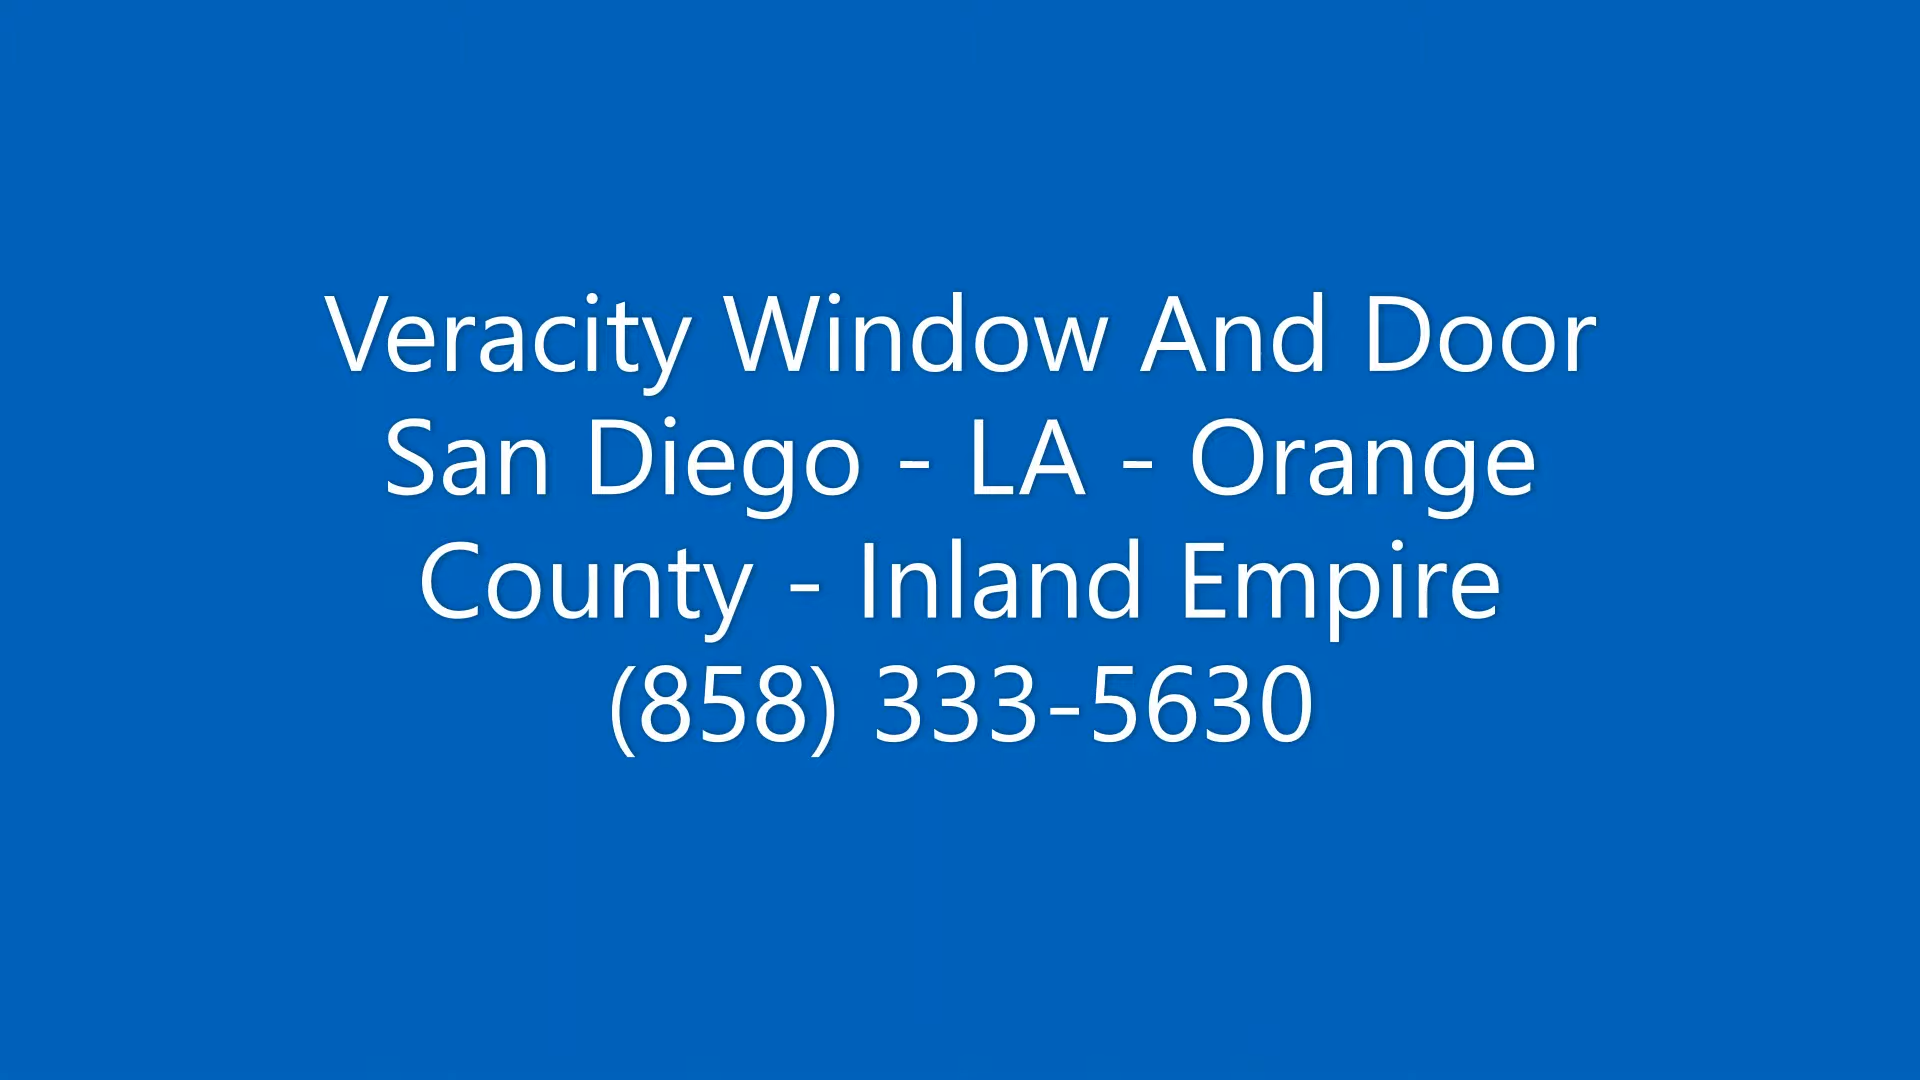 Veracity Window And Door
San Diego - LA - Orange
County - Inland Empire
(858) 333-5630